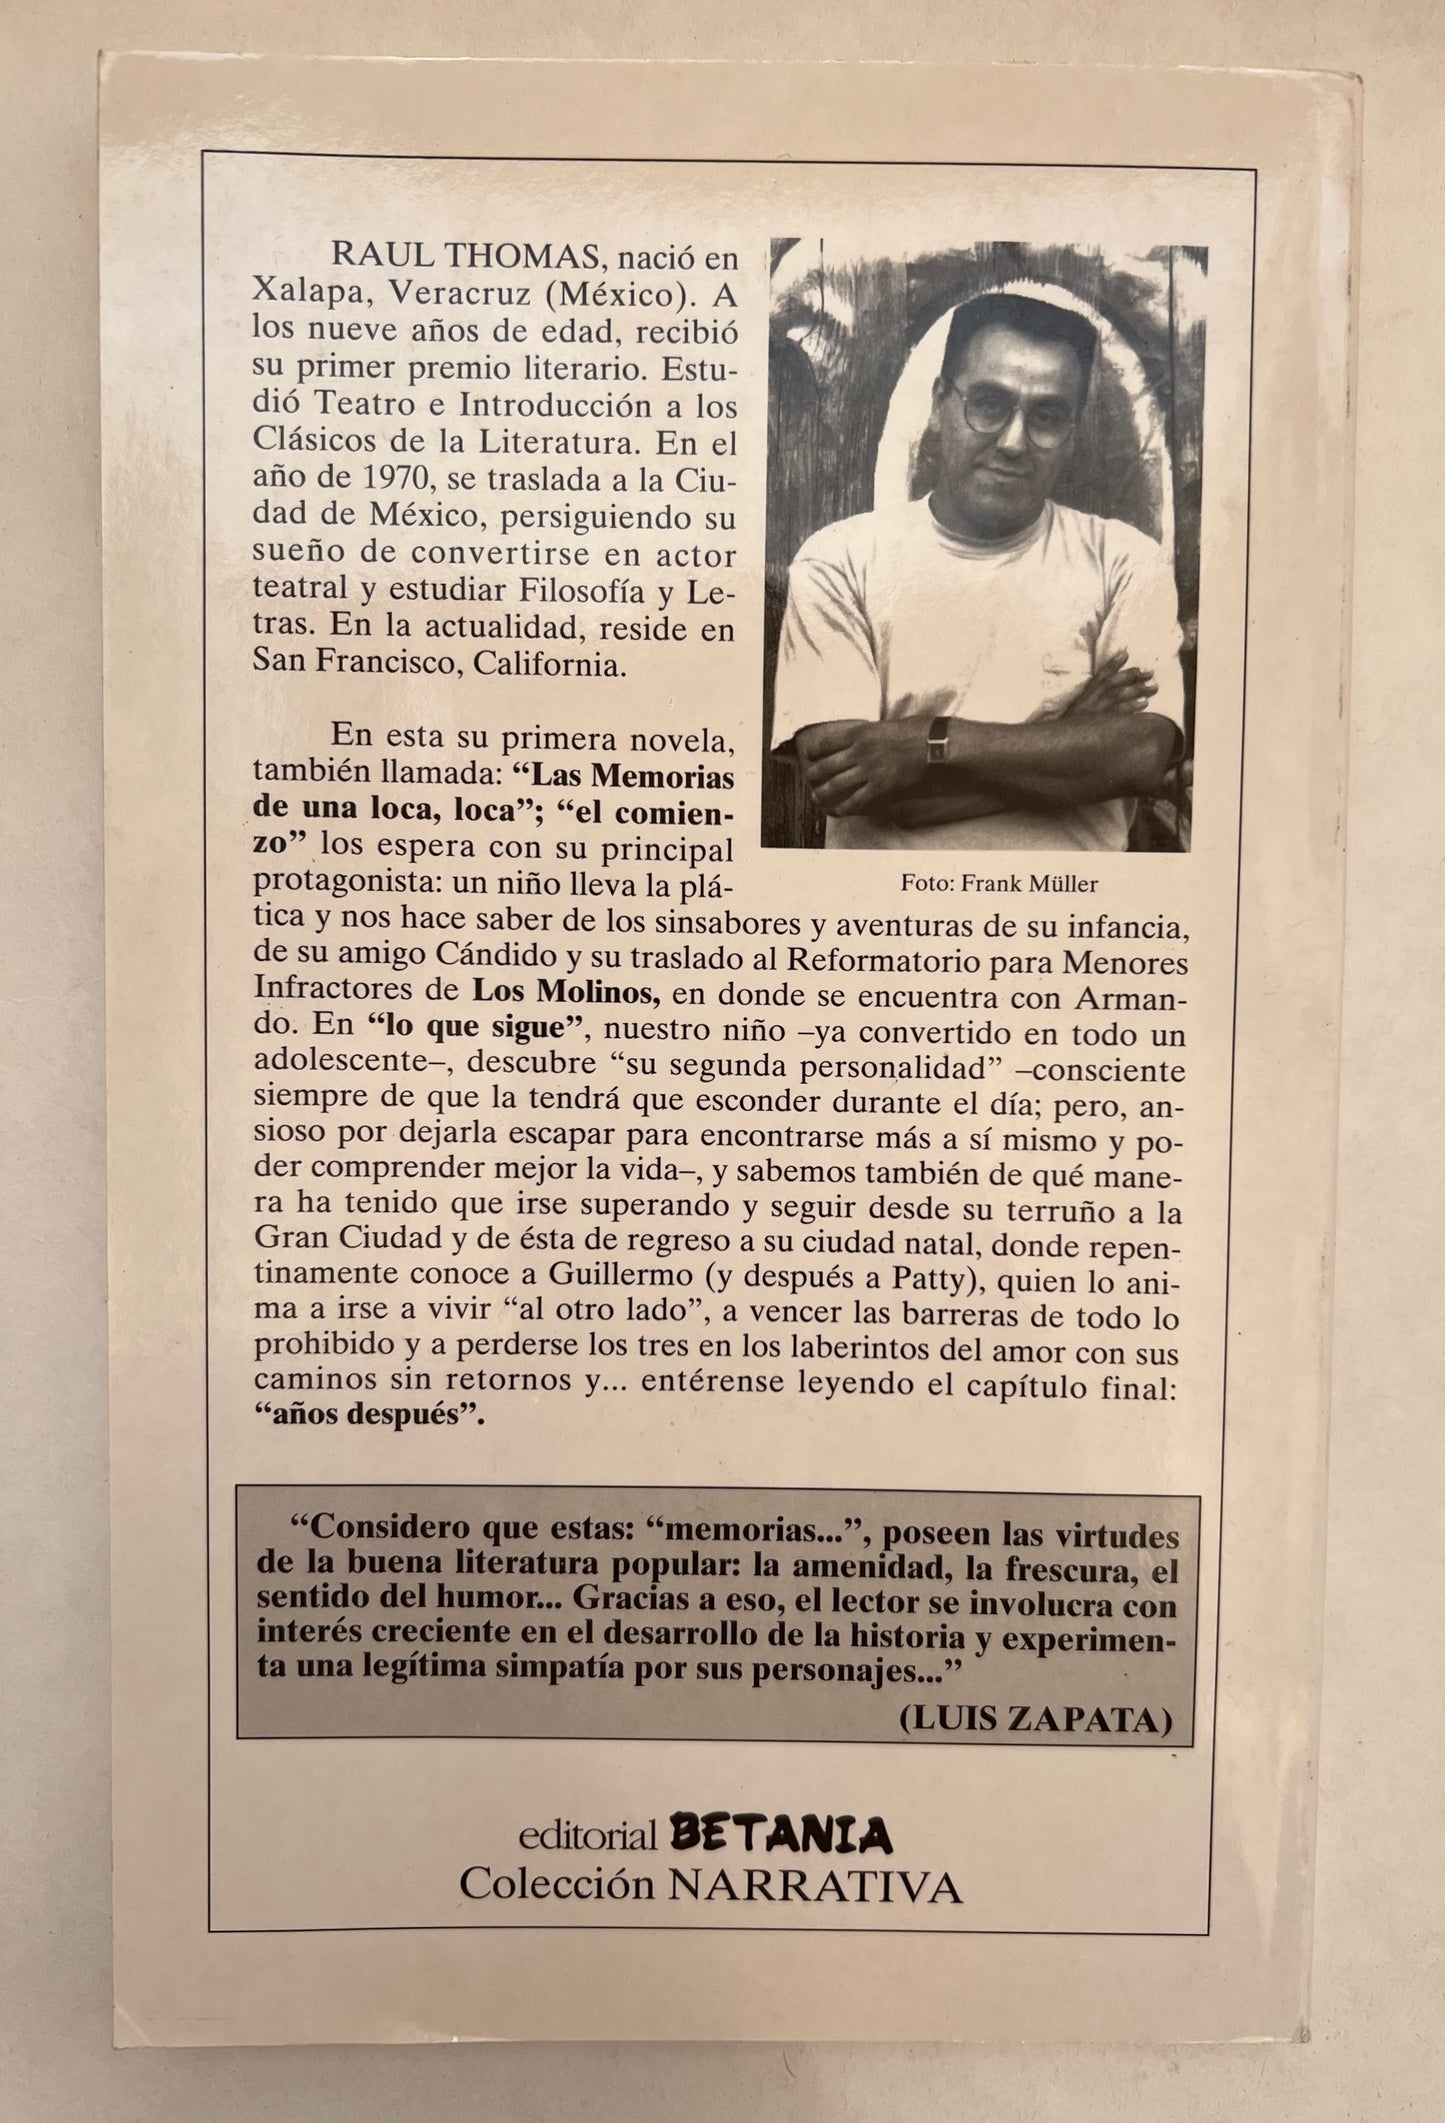 RAUL THOMAS, nació en
Xalapa, Veracruz (México). A
los nueve años de edad, recibió
su primer premio literario. Estu-
dió Teatro e Introducción a los
Clásicos de la Literatura. En el
año de 1970, se traslada a la Ciu-
dad de México, persiguiendo su
sueño de convertirse en actor
teatral y estudiar Filosofía y Le-
tras. En la actualidad, reside en
San Francisco, California.
En esta su primera novela,
también llamada: “Las Memorias
de una loca, loca”; “el comien-
zo” los espera con su principal
protagonista: un niño lleva la plá-
Foto: Frank Müller
tica y nos hace saber de los sinsabores y aventuras de su infancia,
de su amigo Cándido y su traslado al Reformatorio para Menores
Infractores de Los Molinos, en donde se encuentra con Arman-
do. En “lo que sigue”, nuestro niño –ya convertido en todo un
adolescente–, descubre “su segunda personalidad” –consciente
siempre de que la tendrá que esconder durante el día; pero, an-
sioso por dejarla escapar para encontrarse más a sí mismo y po-
der comprender mejor la vida–, y sabemos también de qué mane-
ra ha tenido que irse superando y seguir desde su terruño a la
Gran Ciudad y de ésta de regreso a su ciudad natal, donde repen-
tinamente conoce a Guillermo (y después a Patty), quien lo ani-
ma a irse a vivir “al otro lado”, a vencer las barreras de todo lo
prohibido y a perderse los tres en los laberintos del amor con sus
caminos sin retornos y... entérense leyendo el capítulo final:
“años después”.
“Considero que estas: “memorias...”, poseen las virtudes
de la buena literatura popular: la amenidad, la frescura, el
sentido del humor... Gracias a eso, el lector se involucra con
interés creciente en el desarrollo de la historia y experimen-
ta una legítima simpatía por sus personajes...”
(LUIS ZAPATA)
editorial BETANIA
Colección NARRATIVA